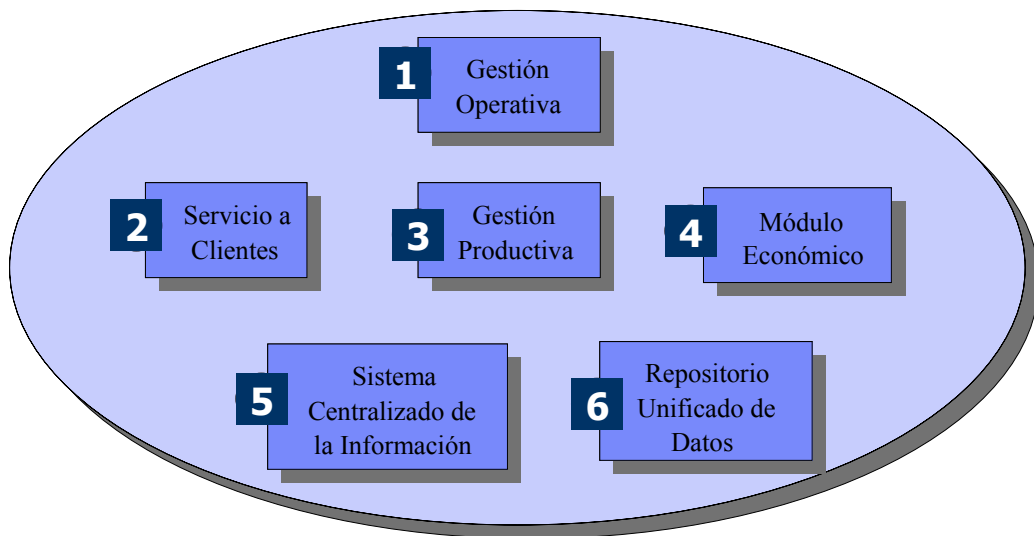 1
Gestión
Operativa
2
Servicio a
Clientes
3
Gestión
Productiva
4
Módulo
Económico
5
Sistema
Centralizado de
la Información
6
Repositorio
Unificado de
Datos